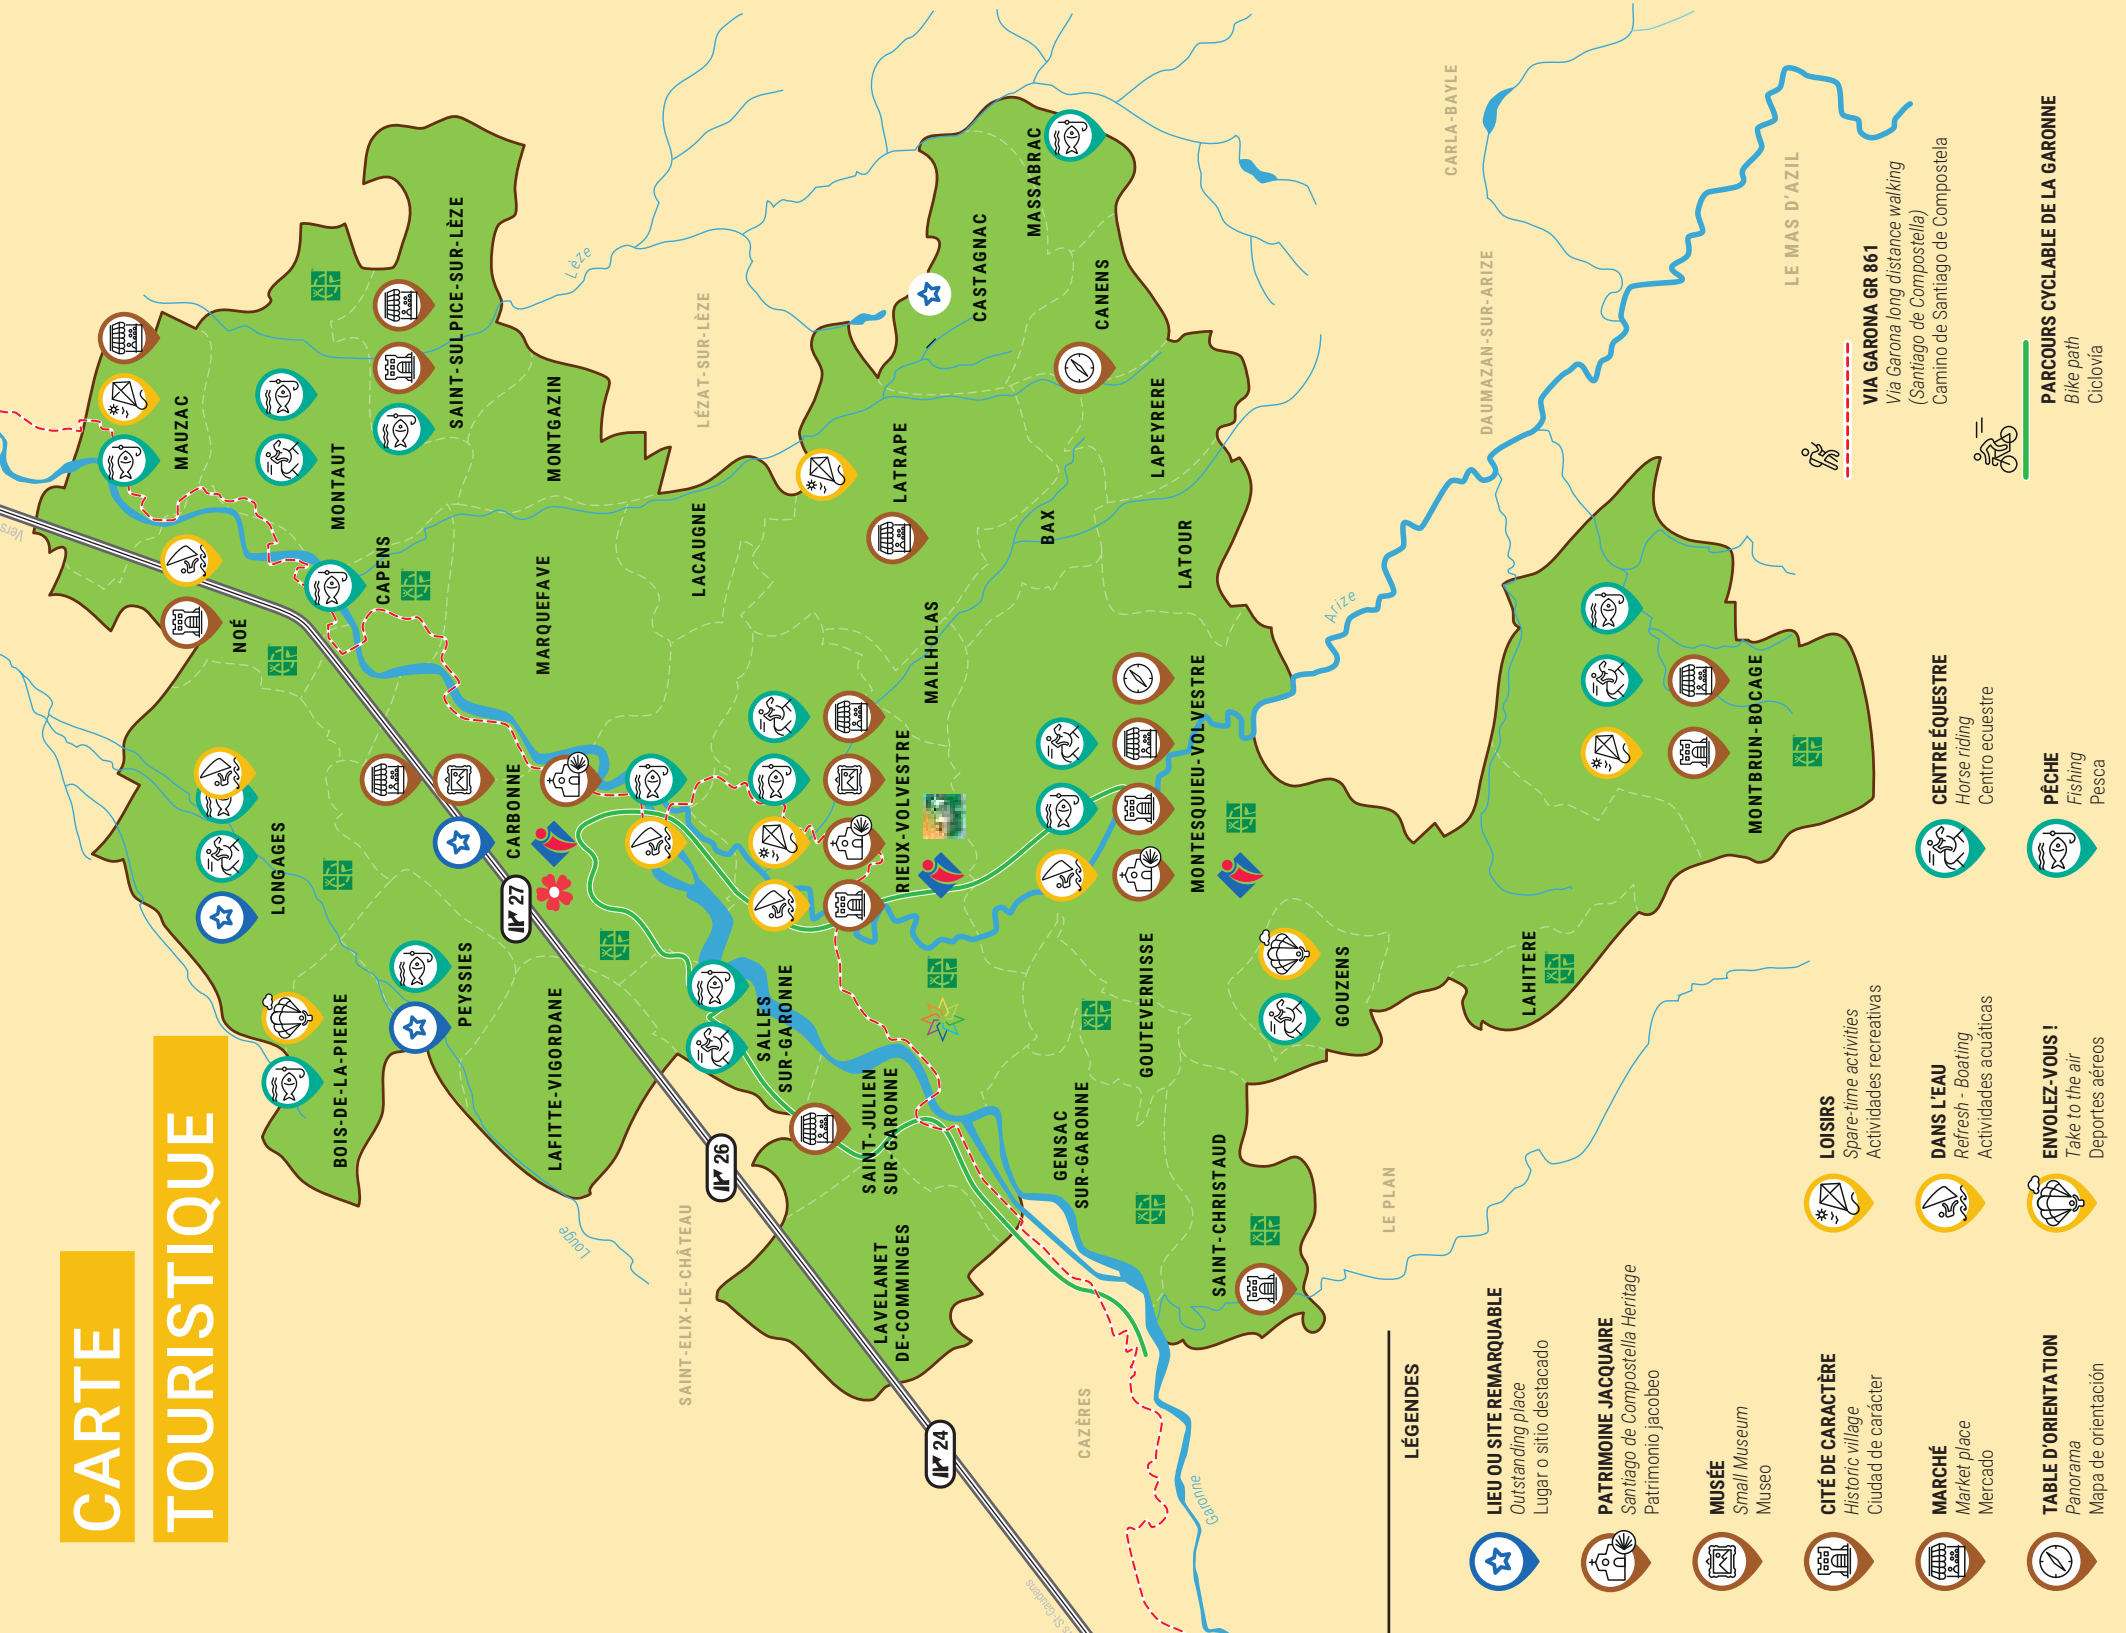 CARTE
TOURISTIQUE
Vers
MAUZAC
NOÉ
MONTAUT
CAPENS
SAINT-SULPICE-SUR-LÈZE
MONTGAZIN
MARQUEFAVE
LONGAGES
BOIS-DE-LA-PIERRE
PEYSSIES
CARBONNE
27
LAFITTE-VIGORDANE
Lèze
LÉZAT-SUR-LÈZE
LACAUGNE
LATRAPE
CASTAGNAC
MASSABRAC
CANENS
BAX
LAPEYRERE
LATOUR
MAILHOLAS
RIEUX-VOLVESTRE
SALLES
SUR-GARONNE
SAINT-JULIEN
SUR-GARONNE
26
Louge
SAINT-ELIX-LE-CHÂTEAU
LAVELANET
DE-COMMINGES
24
St-Gaudens
CAZÈRES
Garonne
GENSAC
SUR-GARONNE
GOUTEVERNISSE
MONTESQUIEU-VOLVESTRE
SAINT-CHRISTAUD
GOUZENS
LE PLAN
LAHITERE
MONTBRUN-BOCAGE
Arize
DAUMAZAN-SUR-ARIZE
CARLA-BAYLE
LE MAS D'AZIL
LÉGENDES
LIEU OU SITE REMARQUABLE
Outstanding place
Lugar o sitio destacado
PATRIMOINE JACQUAIRE
Santiago de Compostella Heritage
Patrimonio jacobeo
MUSÉE
Small Museum
Museo
CITÉ DE CARACTÈRE
Historic village
Ciudad de carácter
MARCHÉ
Market place
Mercado
TABLE D'ORIENTATION
Panorama
Mapa de orientación
LOISIRS
Spare-time activities
Actividades recreativas
DANS L'EAU
Refresh - Boating
Actividades acuáticas
ENVOLEZ-VOUS !
Take to the air
Deportes aéreos
CENTRE ÉQUESTRE
Horse riding
Centro ecuestre
PÊCHE
Fishing
Pesca
VIA GARONA GR 861
Via Garona long distance walking
(Santiago de Compostella)
Camino de Santiago de Compostela
PARCOURS CYCLABLE DE LA GARONNE
Bike path
Ciclovía